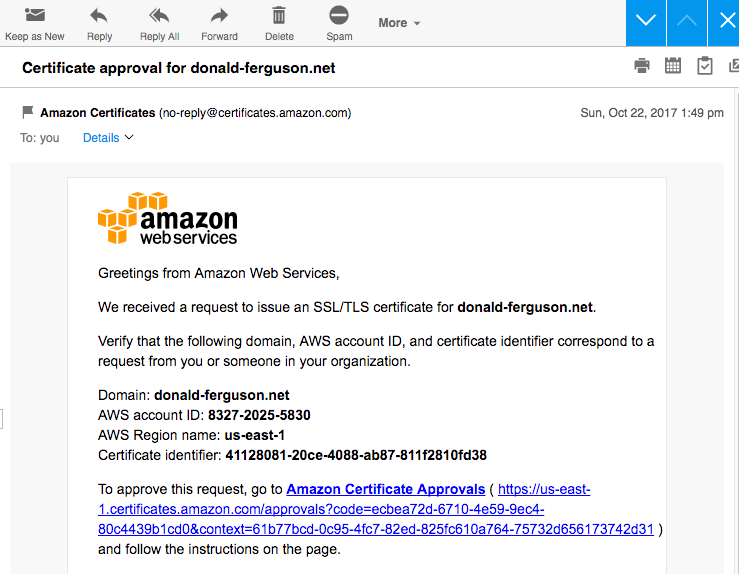 Keep as New Reply Reply All Forward Delete Spam More
Certificate approval for donald-ferguson.net
Amazon Certificates (no-reply@certificates.amazon.com) Sun, Oct 22, 2017 1:49 pm
To: you Details
amazon
webservices
Greetings from Amazon Web Services,
We received a request to issue an SSL/TLS certificate for donald-ferguson.net.
Verify that the following domain, AWS account ID, and certificate identifier correspond to a
request from you or someone in your organization.
Domain: donald-ferguson.net
AWS account ID: 8327-2025-5830
AWS Region name: us-east-1
Certificate identifier: 41128081-20ce-4088-ab87-811f2810fd38
To approve this request, go to Amazon Certificate Approvals ( https://us-east-
1.certificates.amazon.com/approvals?code=ecbea72d-6710-4e59-9ec4-
80c4439b1cd0&context=61b77bcd-0c95-4fc7-82ed-825fc610a764-75732d656173742d31 )
and follow the instructions on the page.